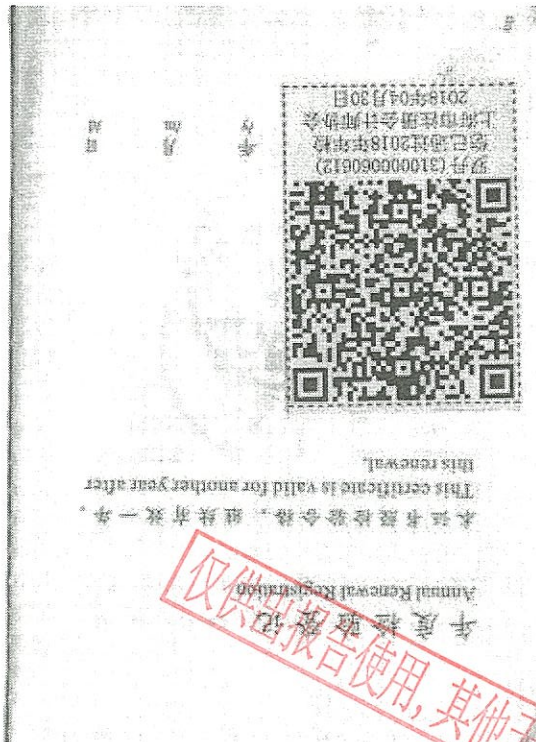 年度检验登记
Annual Renewal Registration
本证书经检验合格，继续有效一年。
This certificate is valid for another year after
this renewal.
(310000060612)
您已通过2018年年检
上海市注册会计师协会
2018年04月30日
年 月 日
/y /m /d
仅供出报告使用，其他